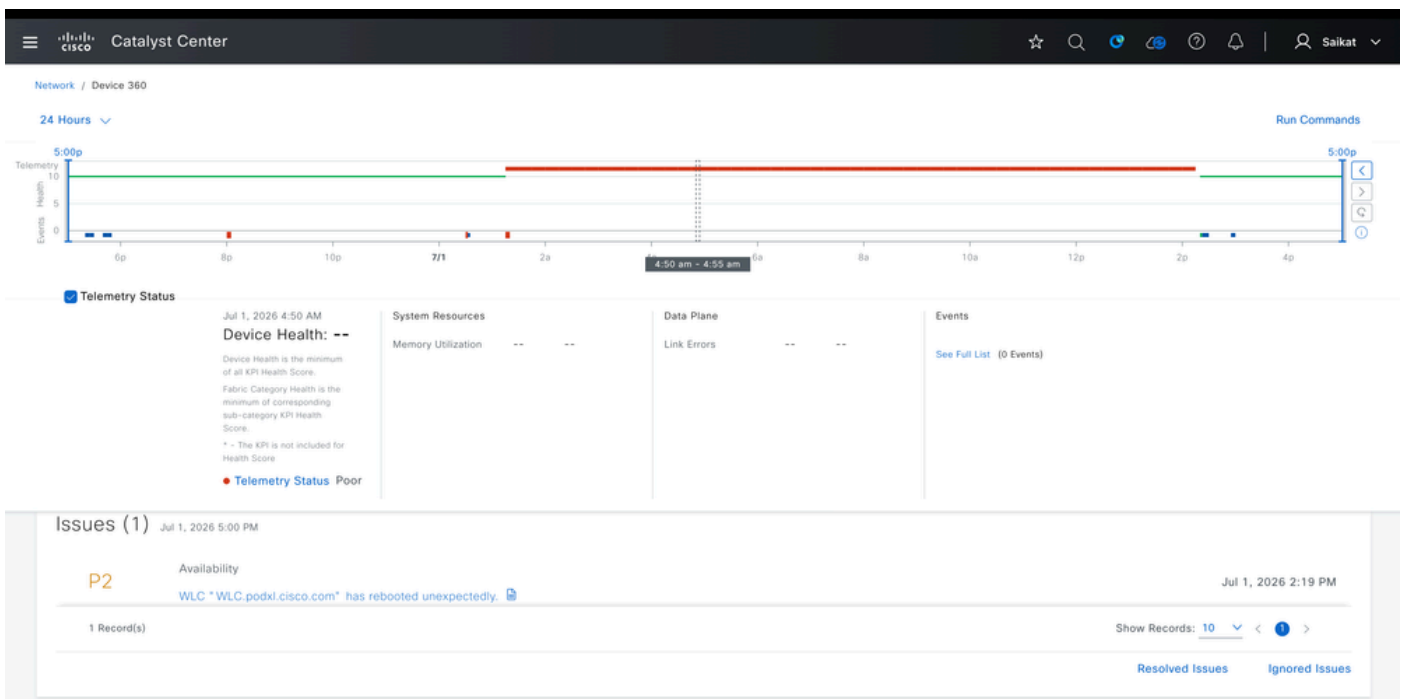 cisco Catalyst Center Saikat
Network / Device 360
24 Hours Run Commands
5:00p 5:00p
Telemetry
10
Health
5
Events
0
6p 8p 10p 7/1 2a 6a 8a 10a 12p 2p 4p
4:50 am - 4:55 am
Telemetry Status
Jul 1, 2026 4:50 AM
Device Health: --
Device Health is the minimum
of all KPI Health Score.
Fabric Category Health is the
minimum of corresponding
sub-category KPI Health
Score.
* - The KPI is not included for
Health Score
Telemetry Status Poor
System Resources
Memory Utilization -- --
Data Plane
Link Errors -- --
Events
See Full List (0 Events)
Issues (1) Jul 1, 2026 5:00 PM
P2
Availability
WLC "WLC.podxl.cisco.com" has rebooted unexpectedly.
Jul 1, 2026 2:19 PM
1 Record(s)
Show Records: 10 < 1 >
Resolved Issues Ignored Issues